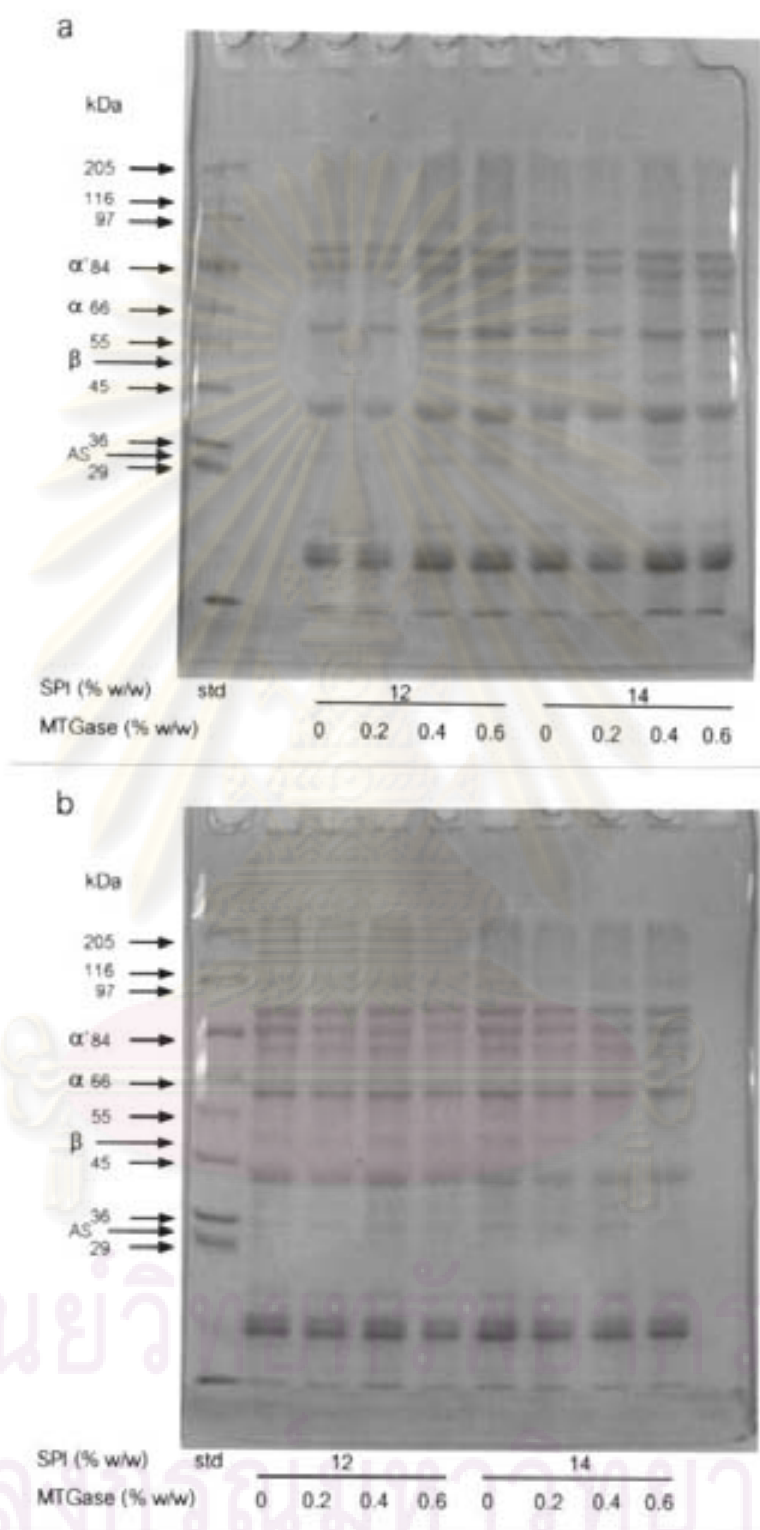 a
kDa
205
116
97
α' 84
α 66
55
β
45
36
AS
29
SPI (% w/w) std 12 14
MTGase (% w/w) 0 0.2 0.4 0.6 0 0.2 0.4 0.6
b
kDa
205
116
97
α' 84
α 66
55
β
45
36
AS
29
SPI (% w/w) std 12 14
MTGase (% w/w) 0 0.2 0.4 0.6 0 0.2 0.4 0.6